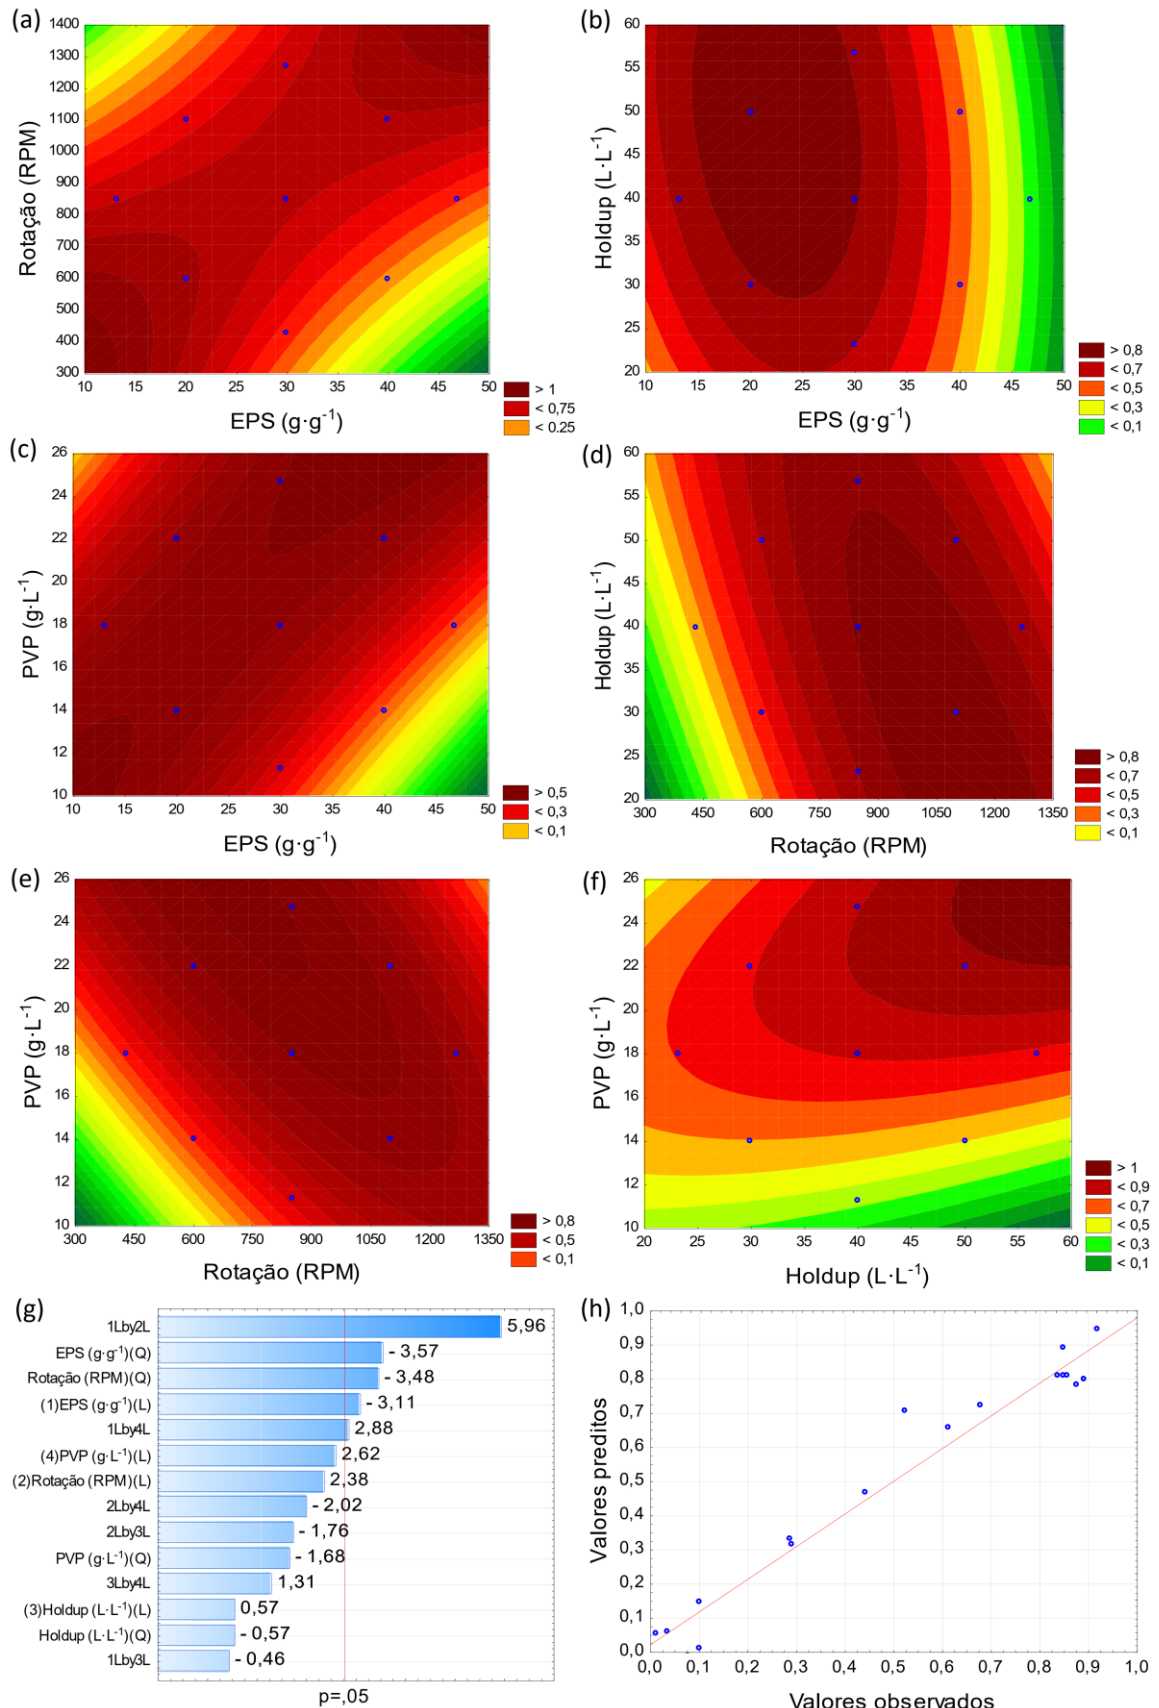 (a)
1400
1300
1200
1100
1000
900
800
700
600
500
400
300
Rotação (RPM)
10 15 20 25 30 35 40 45 50
EPS (g·g⁻¹)
> 1
< 0,75
< 0.25
(b)
60
55
50
45
40
35
30
25
20
Holdup (L·L⁻¹)
10 15 20 25 30 35 40 45 50
EPS (g·g⁻¹)
> 0,8
< 0,7
< 0,5
< 0,3
< 0,1
(c)
26
24
22
20
18
16
14
12
10
PVP (g·L⁻¹)
10 20 30 40 50
EPS (g·g⁻¹)
> 0,5
< 0,3
< 0,1
(d)
60
55
50
45
40
35
30
25
20
Holdup (L·L⁻¹)
300 450 600 750 900 1050 1200 1350
Rotação (RPM)
> 0,8
< 0,7
< 0,5
< 0,3
< 0,1
(e)
26
24
22
20
18
16
14
12
10
PVP (g·L⁻¹)
300 450 600 750 900 1050 1200 1350
Rotação (RPM)
> 0,8
< 0,5
< 0,1
(f)
26
24
22
20
18
16
14
12
10
PVP (g·L⁻¹)
20 25 30 35 40 45 50 55 60
Holdup (L·L⁻¹)
> 1
< 0,9
< 0,7
< 0,5
< 0,3
< 0,1
(g)
1Lby2L 5,96
EPS (g·g⁻¹)(Q) - 3,57
Rotação (RPM)(Q) - 3,48
(1)EPS (g·g⁻¹)(L) - 3,11
1Lby4L 2,88
(4)PVP (g·L⁻¹)(L) 2,62
(2)Rotação (RPM)(L) 2,38
2Lby4L - 2,02
2Lby3L - 1,76
PVP (g·L⁻¹)(Q) - 1,68
3Lby4L 1,31
(3)Holdup (L·L⁻¹)(L) 0,57
Holdup (L·L⁻¹)(Q) - 0,57
1Lby3L - 0,46
p=,05
(h)
1,0
0,9
0,8
0,7
0,6
0,5
0,4
0,3
0,2
0,1
0,0
Valores preditos
0,0 0,1 0,2 0,3 0,4 0,5 0,6 0,7 0,8 0,9 1,0
Valores observados